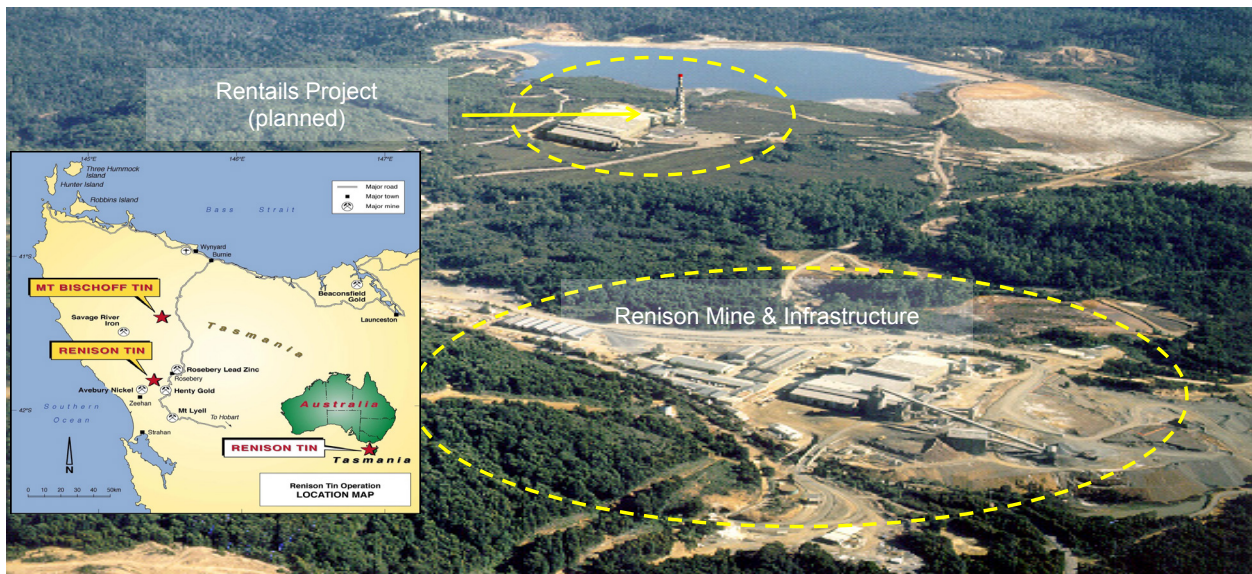 Rentails Project
(planned)
Renison Mine & Infrastructure
145°E
146°E
147°E
Three Hummock
Island
Hunter Island
Robbins Island
Bass Strait
Major road
Major town
Major mine
41°S
Wynyard
Burnie
MT BISCHOFF TIN
Beaconsfield
Gold
Launceston
Savage River
Iron
Tasmania
RENISON TIN
Rosebery Lead Zinc
Rosebery
Avebury Nickel
Henty Gold
Zeehan
Australia
42°S
Southern
Ocean
Mt Lyell
To Hobart
Strahan
RENISON TIN
Tasmania
N
0 10 20 30 40 50km
Renison Tin Operation
LOCATION MAP